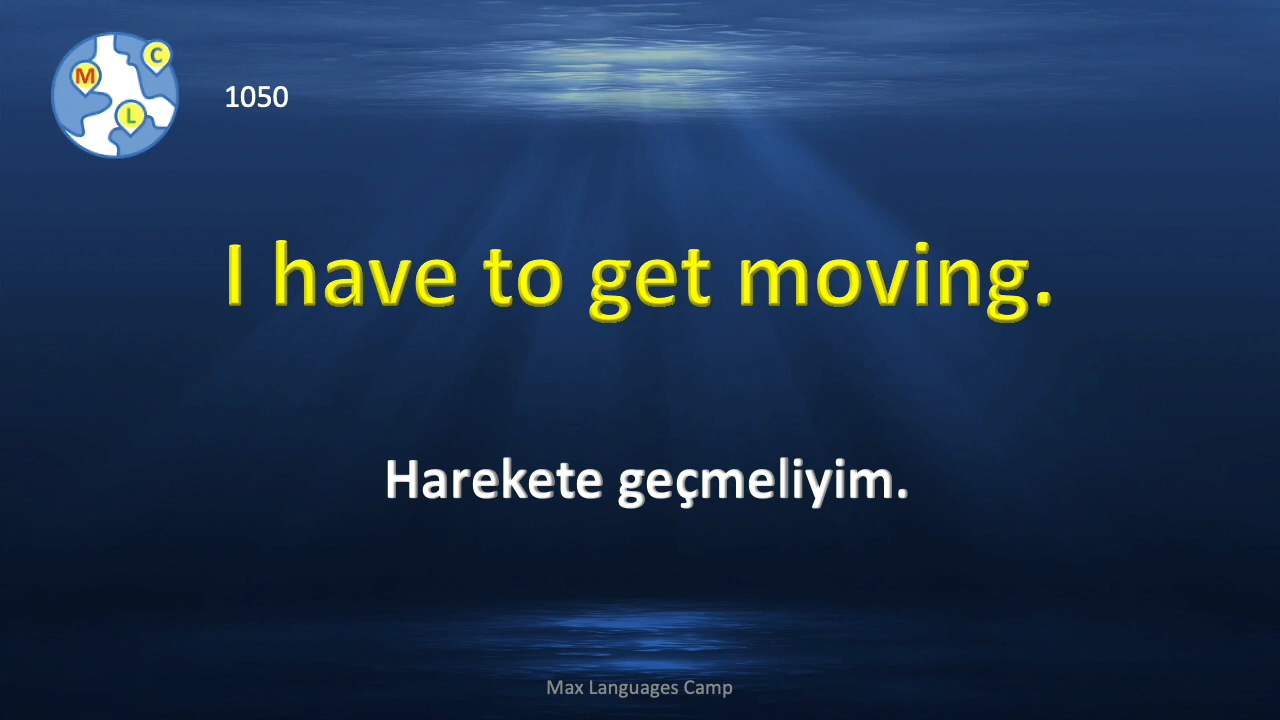 M
C
L
1050
I have to get moving.
Harekete geçmeliyim.
Max Languages Camp